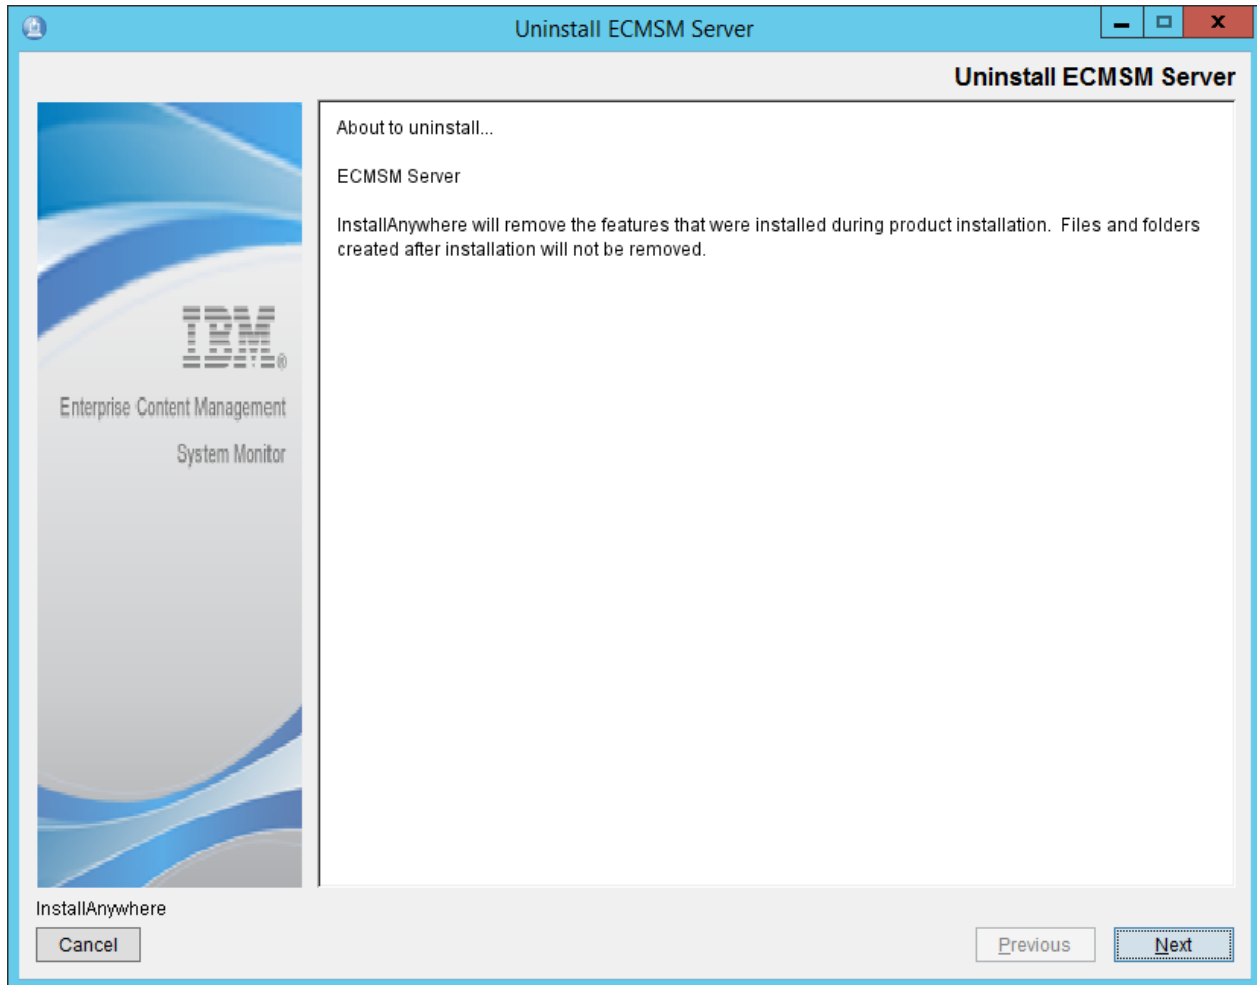 Uninstall ECMSM Server
Uninstall ECMSM Server
About to uninstall...
ECMSM Server
InstallAnywhere will remove the features that were installed during product installation.  Files and folders
created after installation will not be removed.
IBM®
Enterprise Content Management
System Monitor
InstallAnywhere
Cancel
Previous
Next